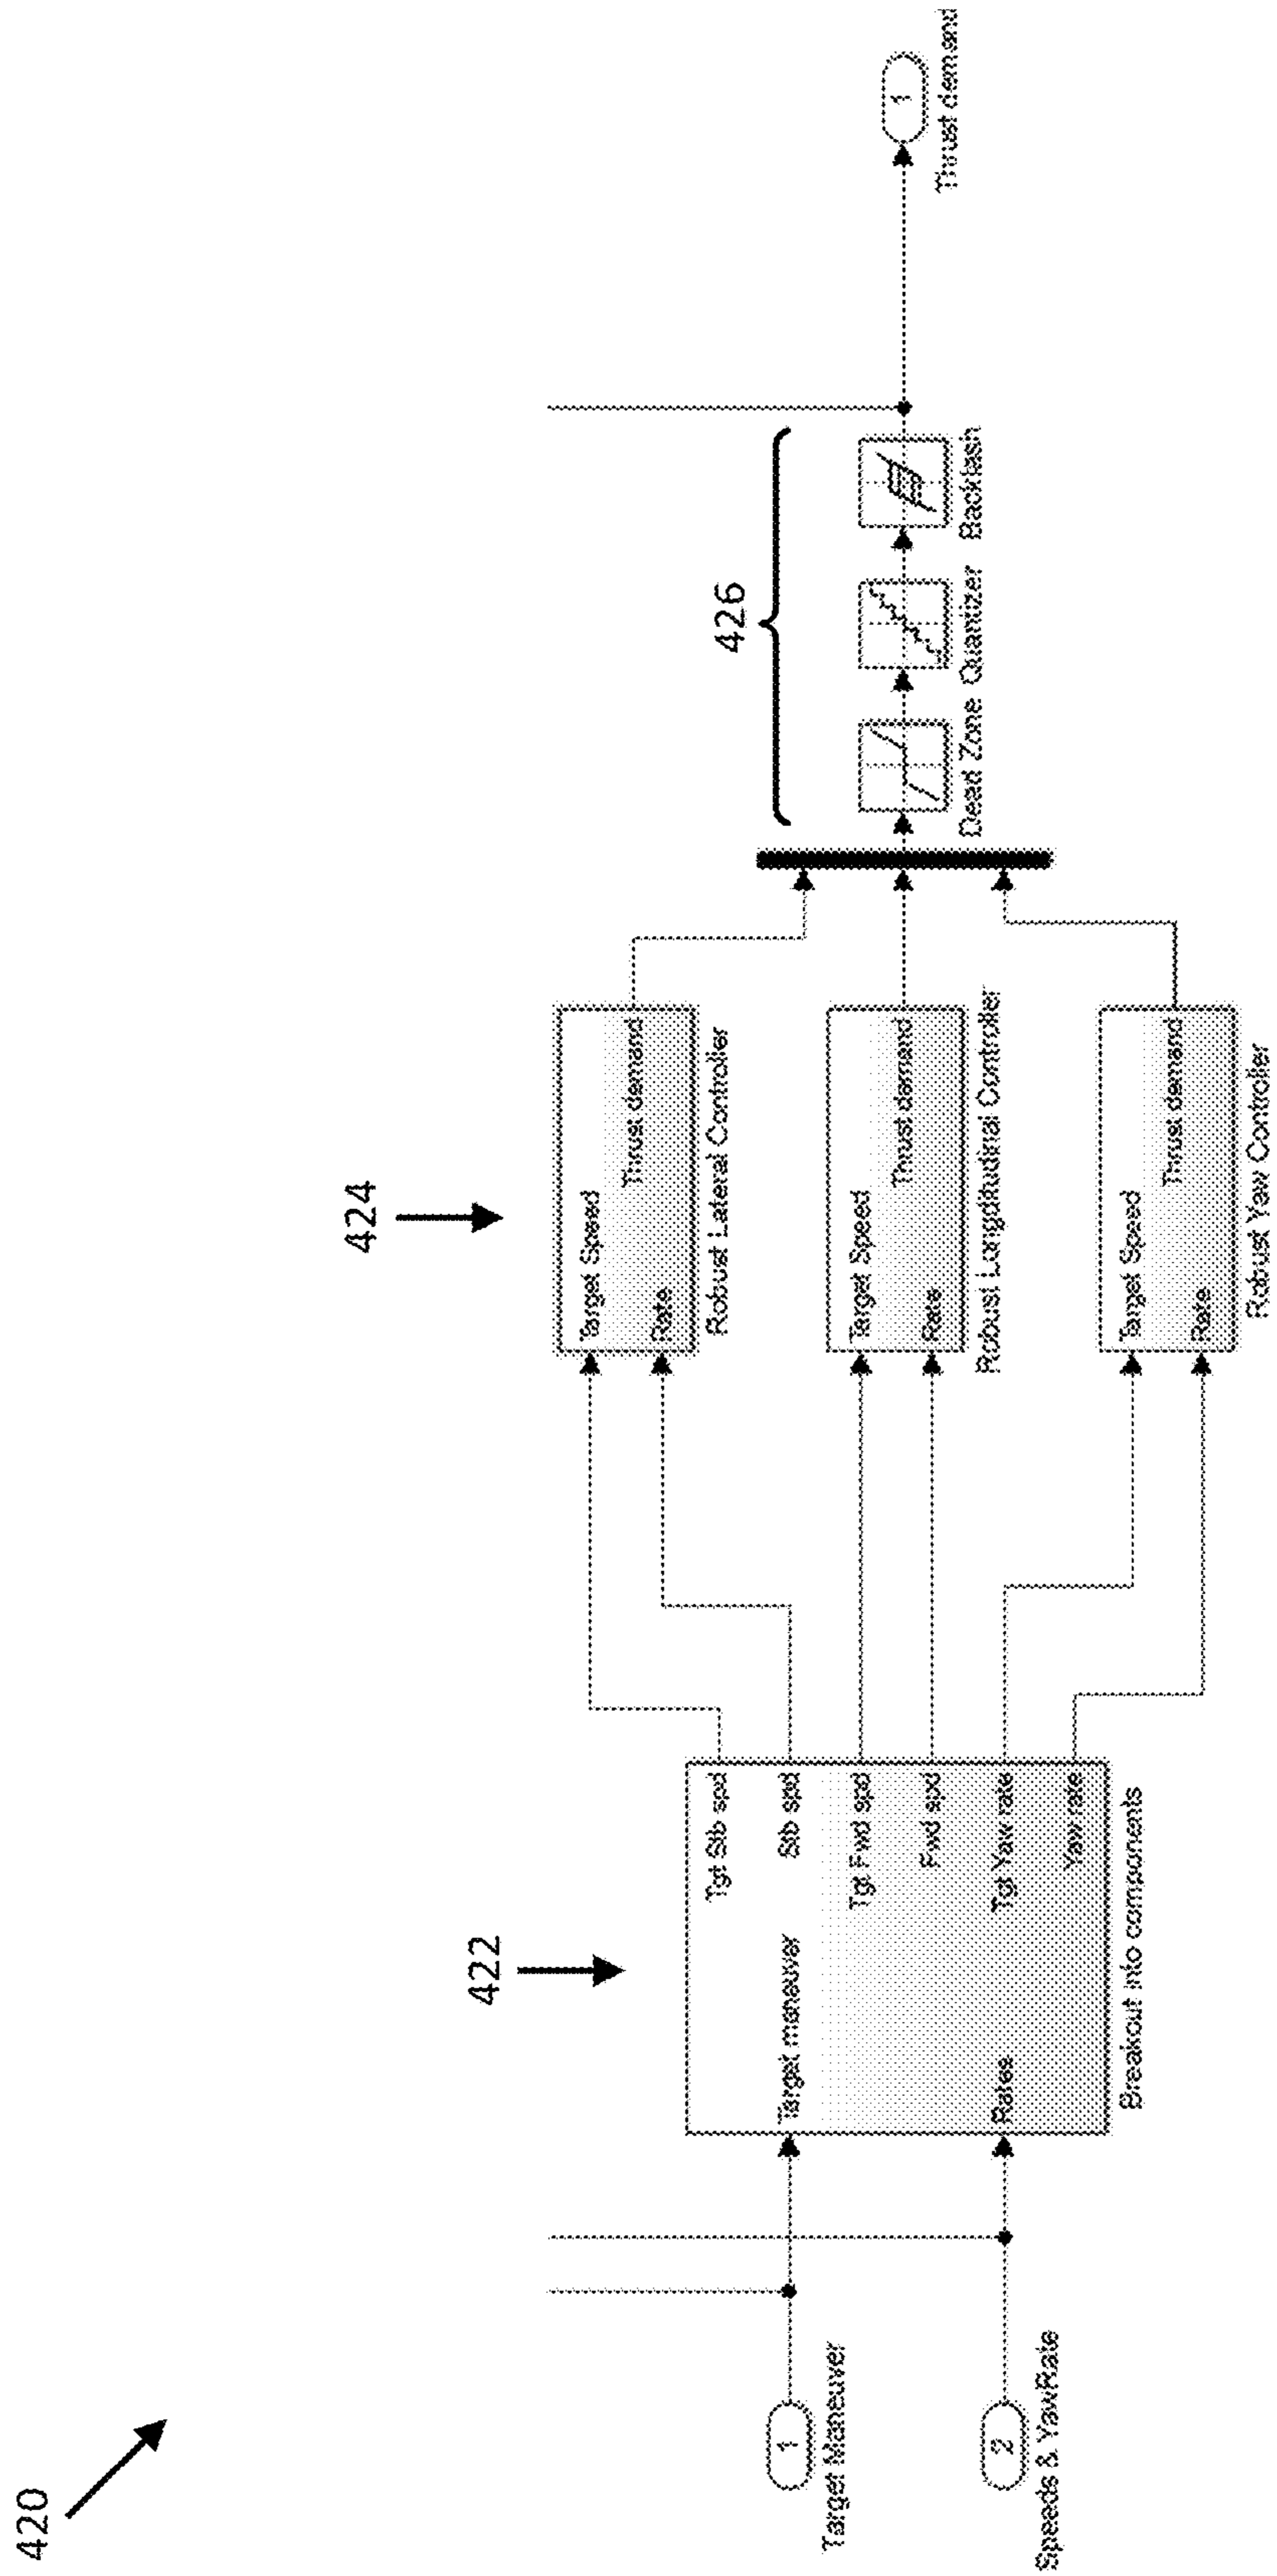 420
422
424
426
1
Target Maneuver
2
Speeds & YawRate
Target maneuver
Rates
Tgt Stb spd
Stb spd
Tgt Fwd spd
Fwd spd
Tgt Yaw rate
Yaw rate
Breakout into components
Target Speed
Rate
Thrust demand
Robust Lateral Controller
Target Speed
Rate
Thrust demand
Robust Longditudinal Controller
Target Speed
Rate
Thrust demand
Robust Yaw Controller
Dead Zone
Quantizer
Backlash
1
Thrust demand